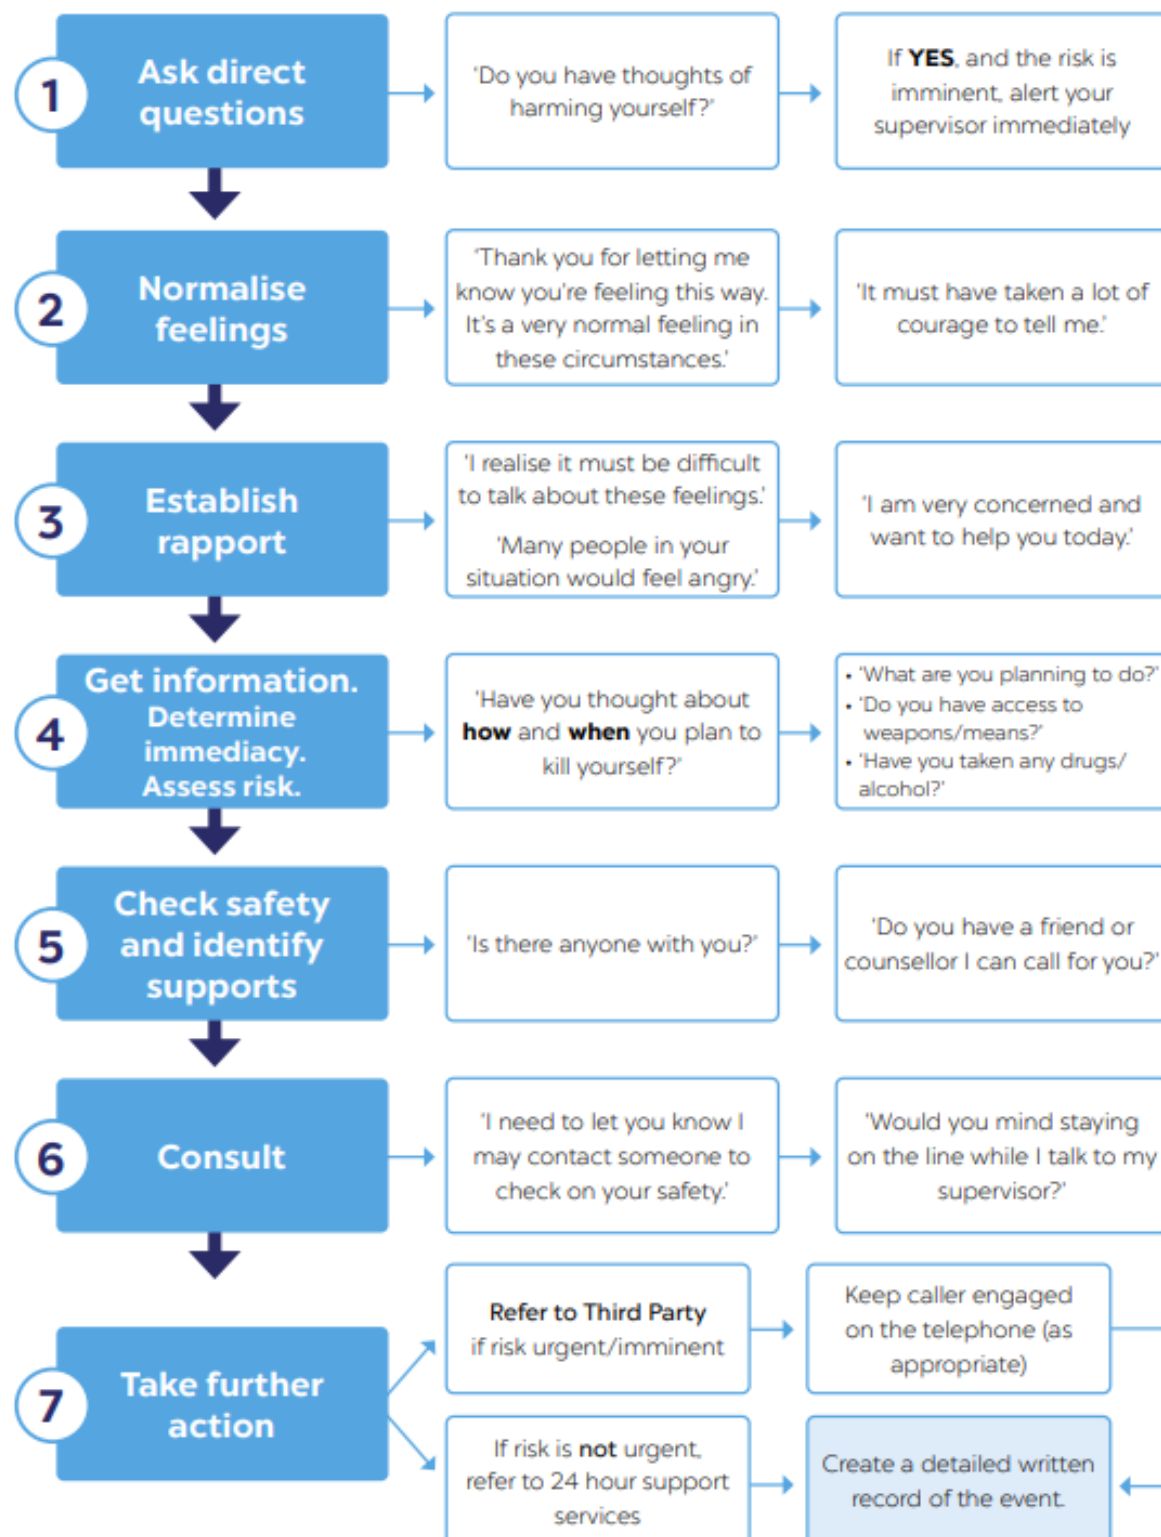 1
Ask direct
questions
'Do you have thoughts of
harming yourself?'
If YES, and the risk is
imminent, alert your
supervisor immediately
2
Normalise
feelings
'Thank you for letting me
know you're feeling this way.
It's a very normal feeling in
these circumstances.'
'It must have taken a lot of
courage to tell me.'
3
Establish
rapport
'I realise it must be difficult
to talk about these feelings.'
'Many people in your
situation would feel angry.'
'I am very concerned and
want to help you today.'
4
Get information.
Determine
immediacy.
Assess risk.
'Have you thought about
how and when you plan to
kill yourself?'
• 'What are you planning to do?'
• 'Do you have access to
weapons/means?'
• 'Have you taken any drugs/
alcohol?'
5
Check safety
and identify
supports
'Is there anyone with you?'
'Do you have a friend or
counsellor I can call for you?'
6
Consult
'I need to let you know I
may contact someone to
check on your safety.'
'Would you mind staying
on the line while I talk to my
supervisor?'
7
Take further
action
Refer to Third Party
if risk urgent/imminent
Keep caller engaged
on the telephone (as
appropriate)
If risk is not urgent,
refer to 24 hour support
services
Create a detailed written
record of the event.